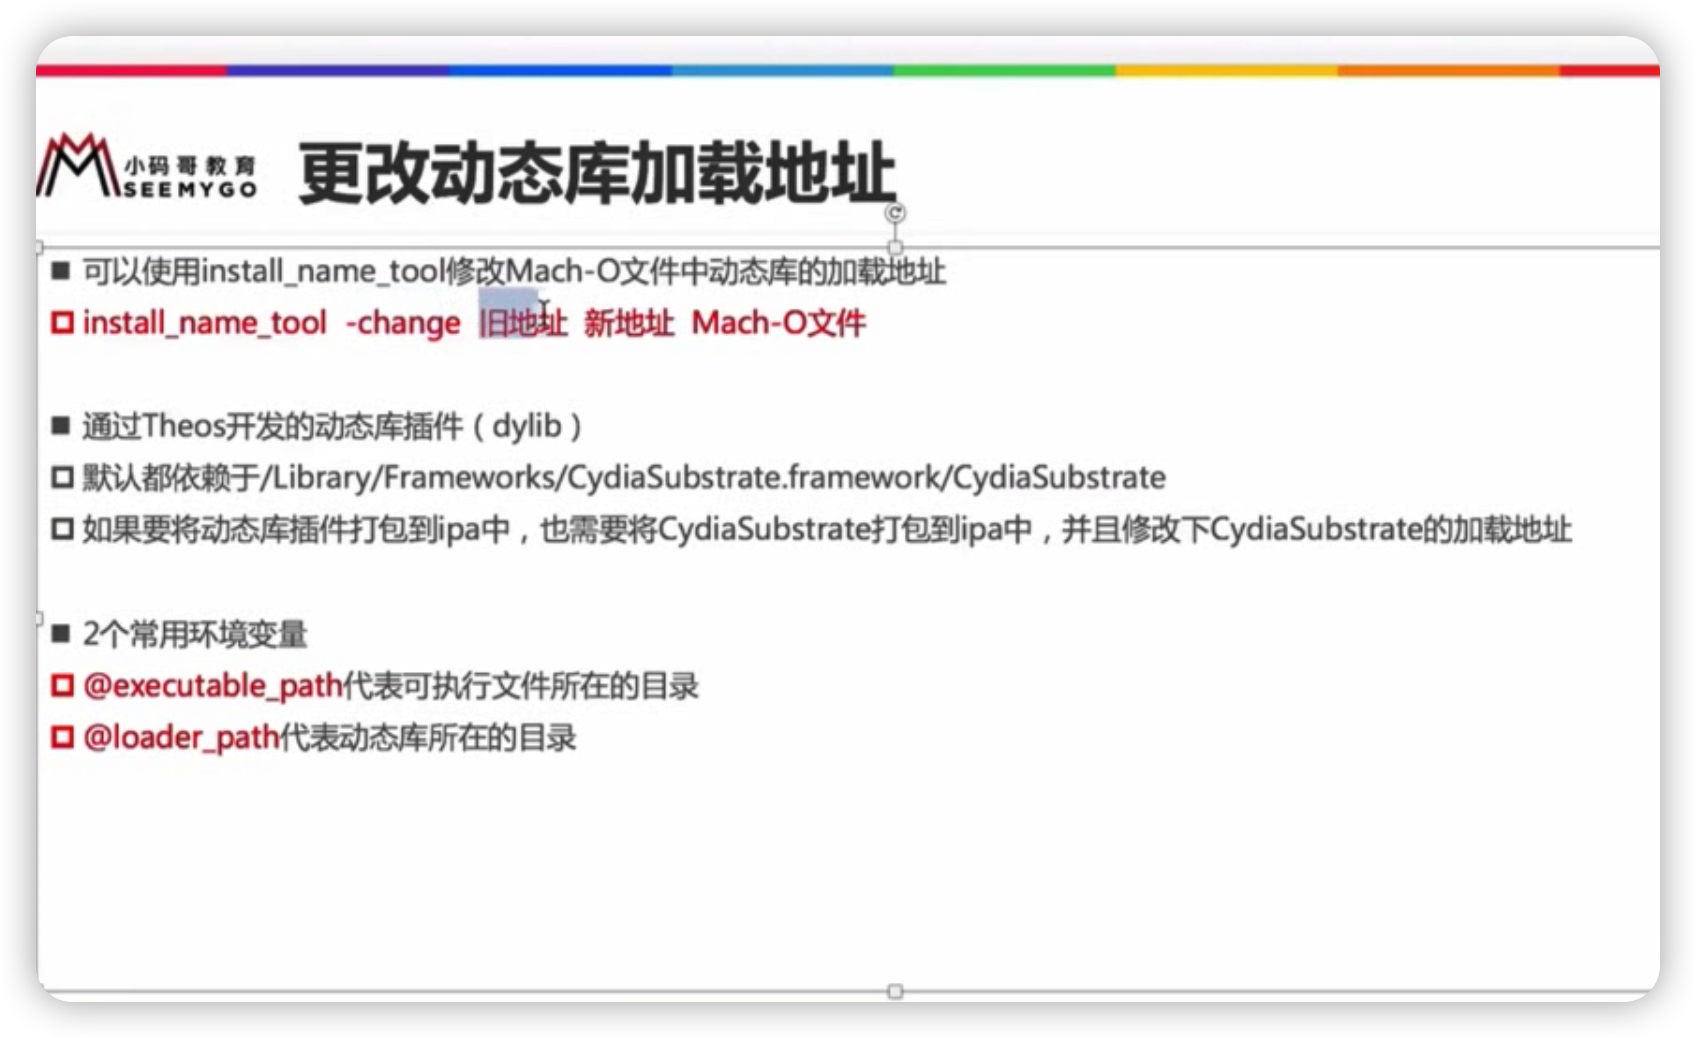 小码哥教育
SEEMYGO
更改动态库加载地址
可以使用install_name_tool修改Mach-O文件中动态库的加载地址
install_name_tool -change 旧地址 新地址 Mach-O文件
通过Theos开发的动态库插件（dylib）
默认都依赖于/Library/Frameworks/CydiaSubstrate.framework/CydiaSubstrate
如果要将动态库插件打包到ipa中，也需要将CydiaSubstrate打包到ipa中，并且修改下CydiaSubstrate的加载地址
2个常用环境变量
@executable_path代表可执行文件所在的目录
@loader_path代表动态库所在的目录